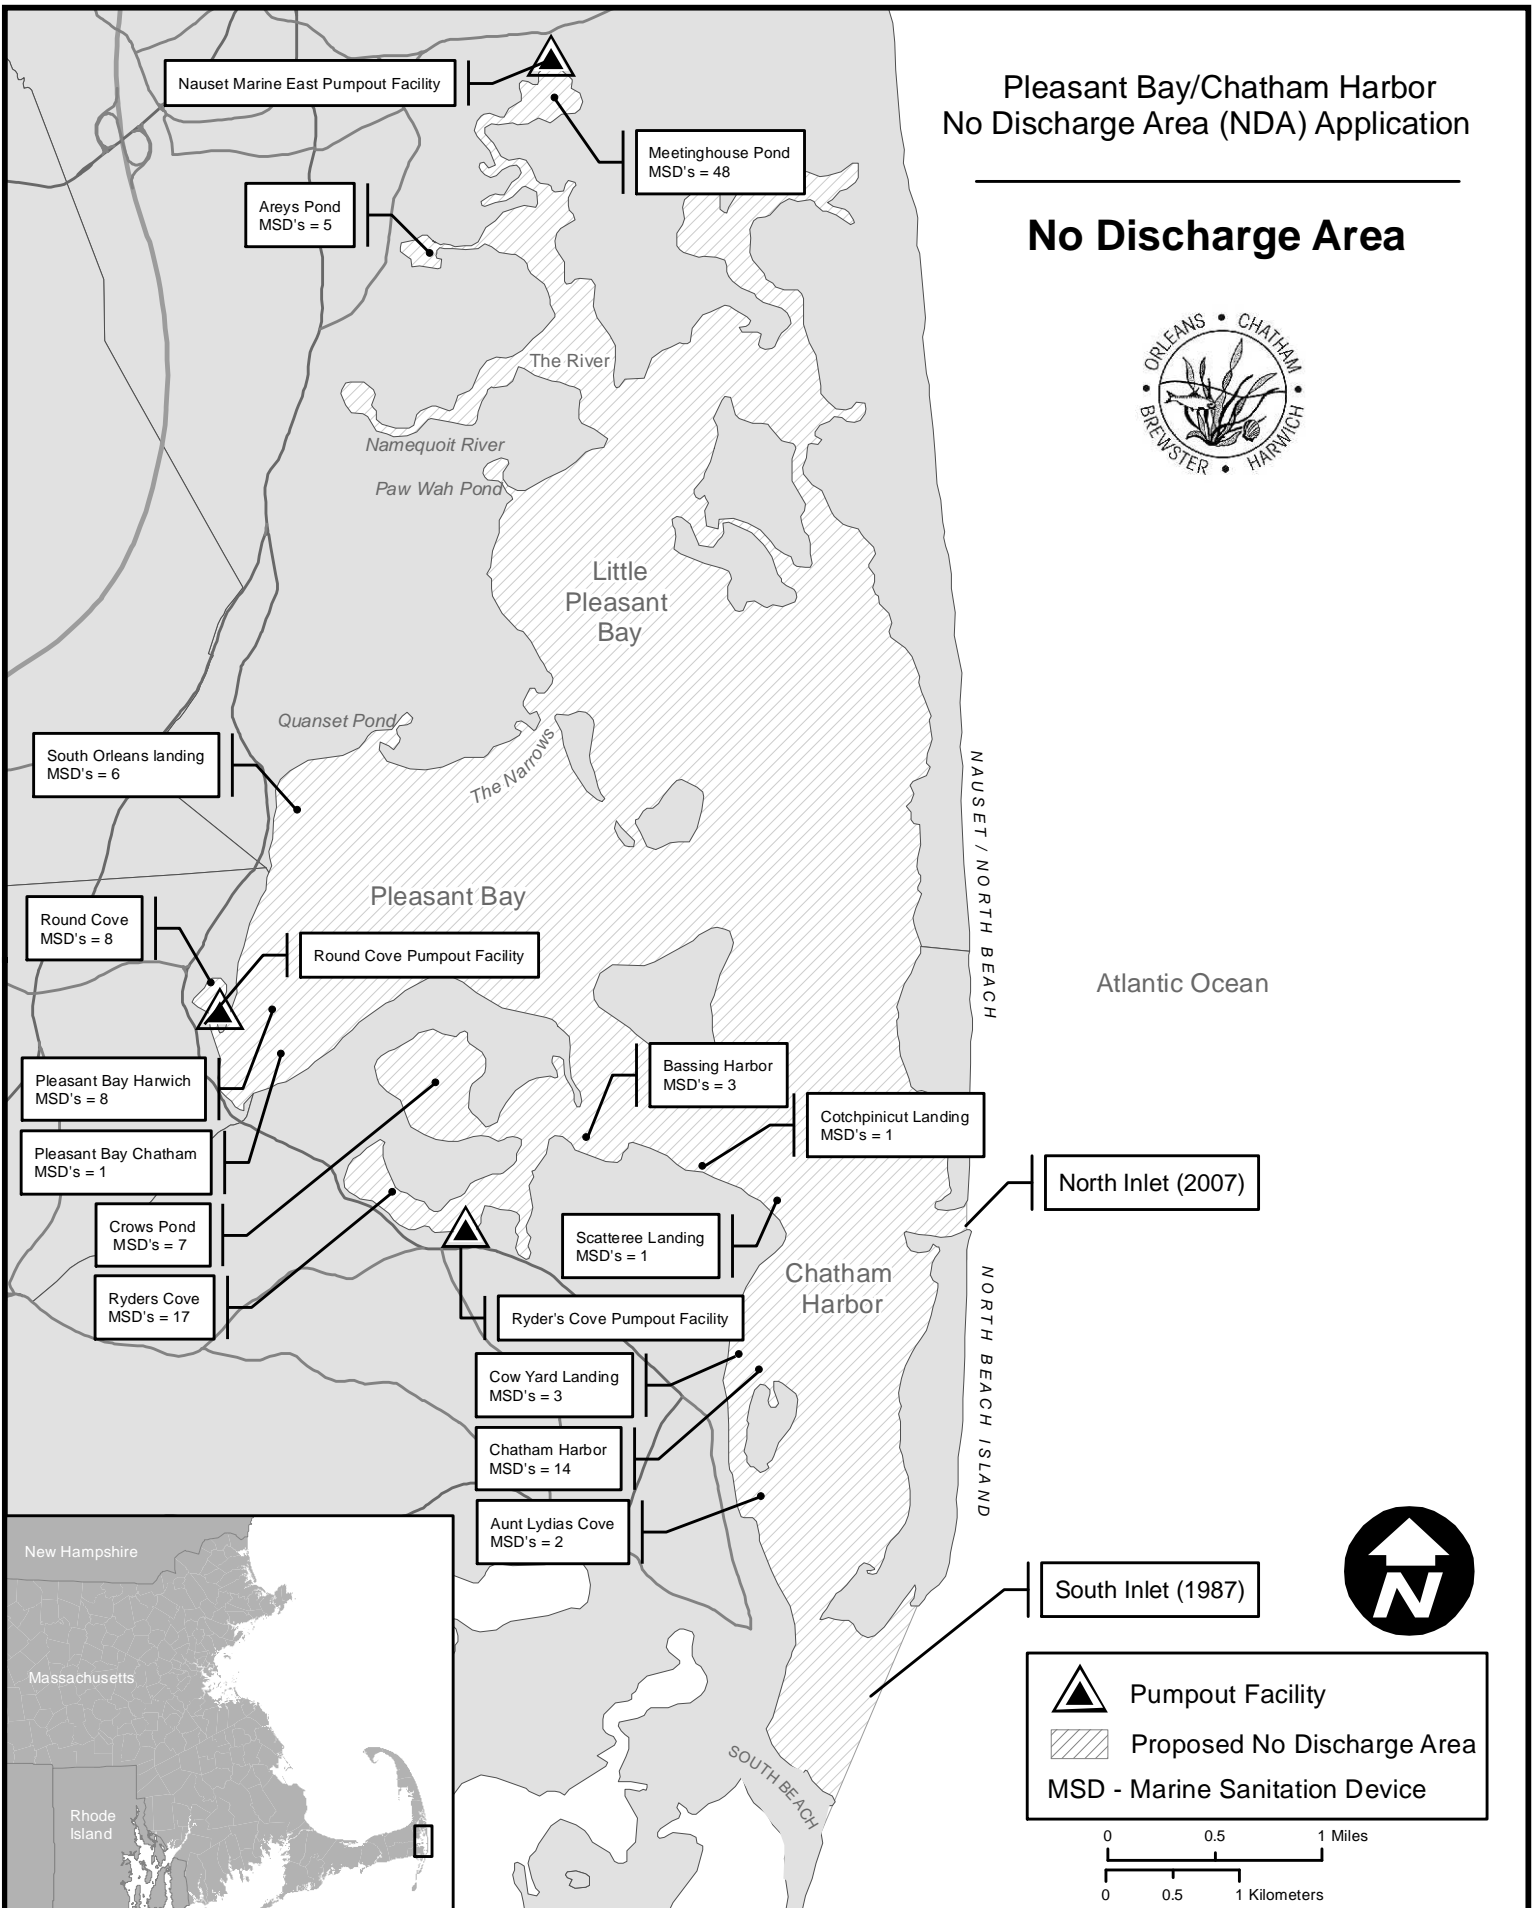 Pleasant Bay/Chatham Harbor
No Discharge Area (NDA) Application
No Discharge Area
ORLEANS • CHATHAM • HARWICH • BREWSTER •
Nauset Marine East Pumpout Facility
Meetinghouse Pond
MSD's = 48
Areys Pond
MSD's = 5
The River
Namequoit River
Paw Wah Pond
Little
Pleasant
Bay
Quanset Pond
The Narrows
South Orleans landing
MSD's = 6
NAUSET / NORTH BEACH
Pleasant Bay
Round Cove
MSD's = 8
Round Cove Pumpout Facility
Atlantic Ocean
Pleasant Bay Harwich
MSD's = 8
Bassing Harbor
MSD's = 3
Cotchpinicut Landing
MSD's = 1
Pleasant Bay Chatham
MSD's = 1
North Inlet (2007)
Crows Pond
MSD's = 7
Scatteree Landing
MSD's = 1
Chatham
Harbor
Ryders Cove
MSD's = 17
Ryder's Cove Pumpout Facility
NORTH BEACH ISLAND
Cow Yard Landing
MSD's = 3
Chatham Harbor
MSD's = 14
Aunt Lydias Cove
MSD's = 2
South Inlet (1987)
N
New Hampshire
Massachusetts
Rhode
Island
SOUTH BEACH
Pumpout Facility
Proposed No Discharge Area
MSD - Marine Sanitation Device
0 0.5 1 Miles
0 0.5 1 Kilometers